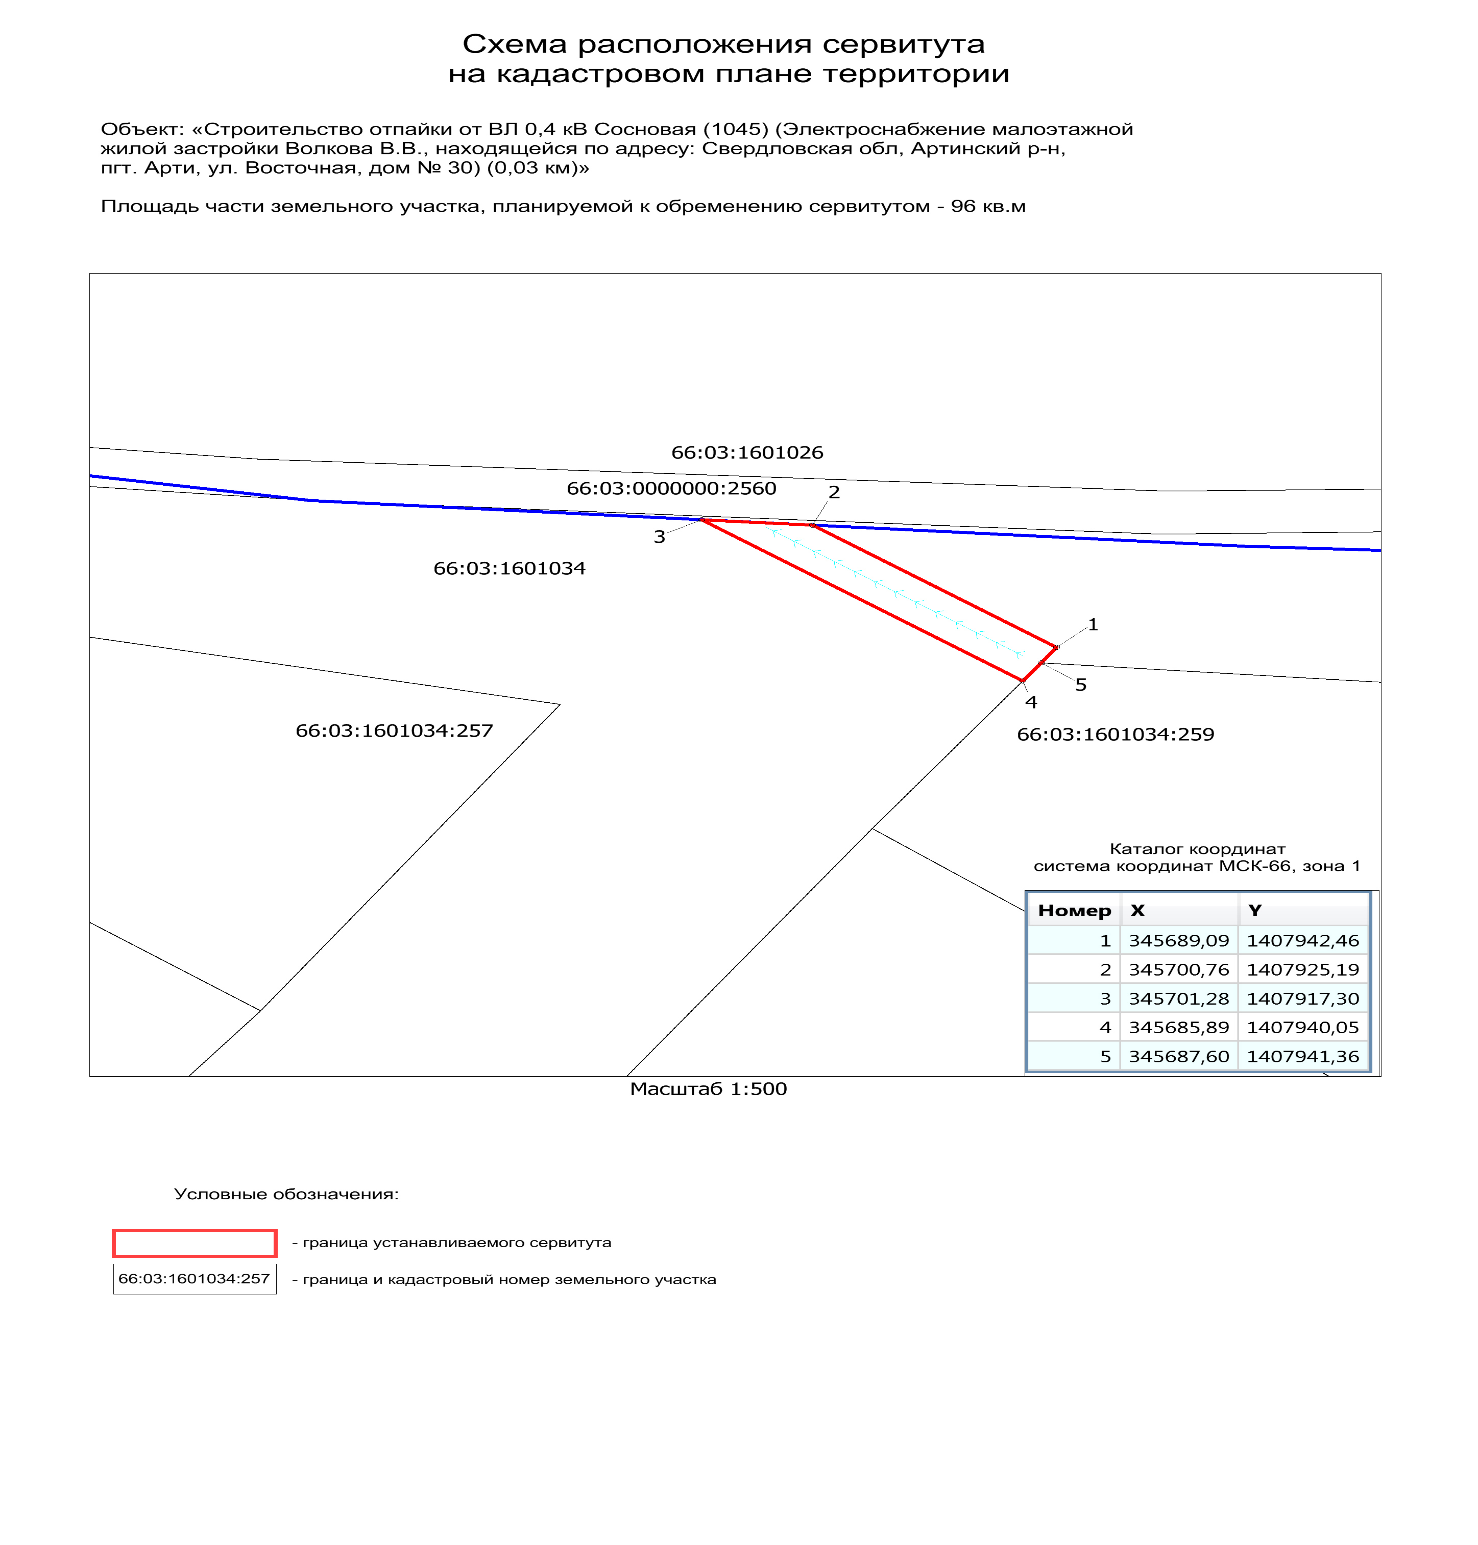 Схема расположения сервитута
на кадастровом плане территории
Объект: «Строительство отпайки от ВЛ 0,4 кВ Сосновая (1045) (Электроснабжение малоэтажной
жилой застройки Волкова В.В., находящейся по адресу: Свердловская обл, Артинский р-н,
пгт. Арти, ул. Восточная, дом № 30) (0,03 км)»
Площадь части земельного участка, планируемой к обременению сервитутом - 96 кв.м
66:03:1601026
66:03:0000000:2560
2
3
66:03:1601034
1
5
4
66:03:1601034:257
66:03:1601034:259
Каталог координат
система координат МСК-66, зона 1
Номер X Y
1 345689,09 1407942,46
2 345700,76 1407925,19
3 345701,28 1407917,30
4 345685,89 1407940,05
5 345687,60 1407941,36
Масштаб 1:500
Условные обозначения:
- граница устанавливаемого сервитута
66:03:1601034:257 - граница и кадастровый номер земельного участка